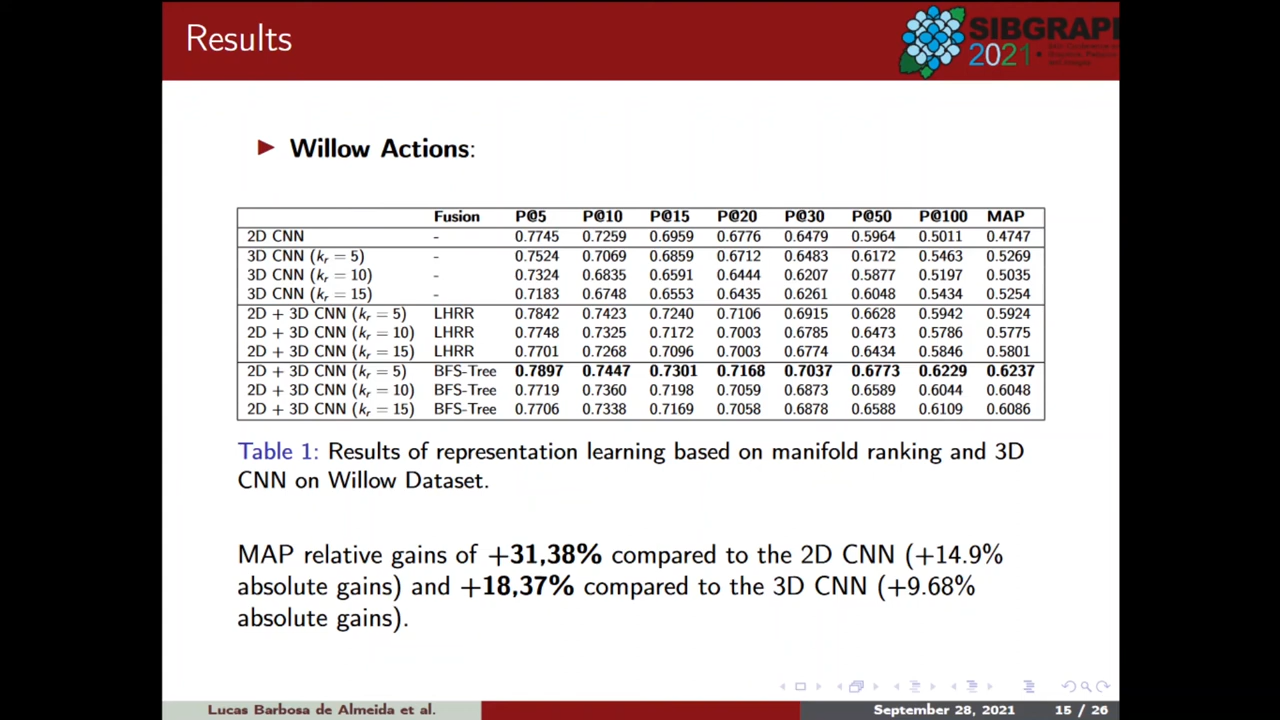 Results
SIBGRAPI
2021
▶ Willow Actions:
Fusion P@5 P@10 P@15 P@20 P@30 P@50 P@100 MAP
2D CNN - 0.7745 0.7259 0.6959 0.6776 0.6479 0.5964 0.5011 0.4747
3D CNN (kr = 5) - 0.7524 0.7069 0.6859 0.6712 0.6483 0.6172 0.5463 0.5269
3D CNN (kr = 10) - 0.7324 0.6835 0.6591 0.6444 0.6207 0.5877 0.5197 0.5035
3D CNN (kr = 15) - 0.7183 0.6748 0.6553 0.6435 0.6261 0.6048 0.5434 0.5254
2D + 3D CNN (kr = 5) LHRR 0.7842 0.7423 0.7240 0.7106 0.6915 0.6628 0.5942 0.5924
2D + 3D CNN (kr = 10) LHRR 0.7748 0.7325 0.7172 0.7003 0.6785 0.6473 0.5786 0.5775
2D + 3D CNN (kr = 15) LHRR 0.7701 0.7268 0.7096 0.7003 0.6774 0.6434 0.5846 0.5801
2D + 3D CNN (kr = 5) BFS-Tree 0.7897 0.7447 0.7301 0.7168 0.7037 0.6773 0.6229 0.6237
2D + 3D CNN (kr = 10) BFS-Tree 0.7719 0.7360 0.7198 0.7059 0.6873 0.6589 0.6044 0.6048
2D + 3D CNN (kr = 15) BFS-Tree 0.7706 0.7338 0.7169 0.7058 0.6878 0.6588 0.6109 0.6086
Table 1: Results of representation learning based on manifold ranking and 3D
CNN on Willow Dataset.
MAP relative gains of +31,38% compared to the 2D CNN (+14.9%
absolute gains) and +18,37% compared to the 3D CNN (+9.68%
absolute gains).
Lucas Barbosa de Almeida et al.
September 28, 2021
15 / 26